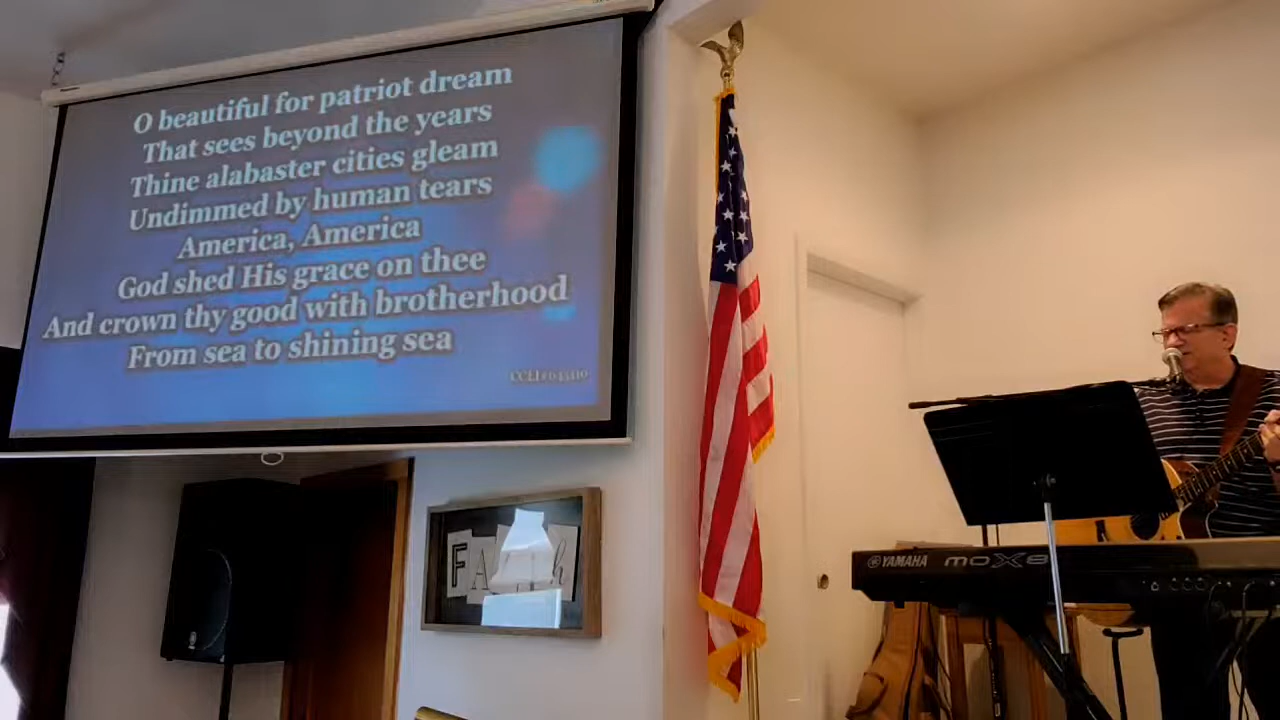 O beautiful for patriot dream
That sees beyond the years
Thine alabaster cities gleam
Undimmed by human tears
America, America
God shed His grace on thee
And crown thy good with brotherhood
From sea to shining sea
YAMAHA MOX8